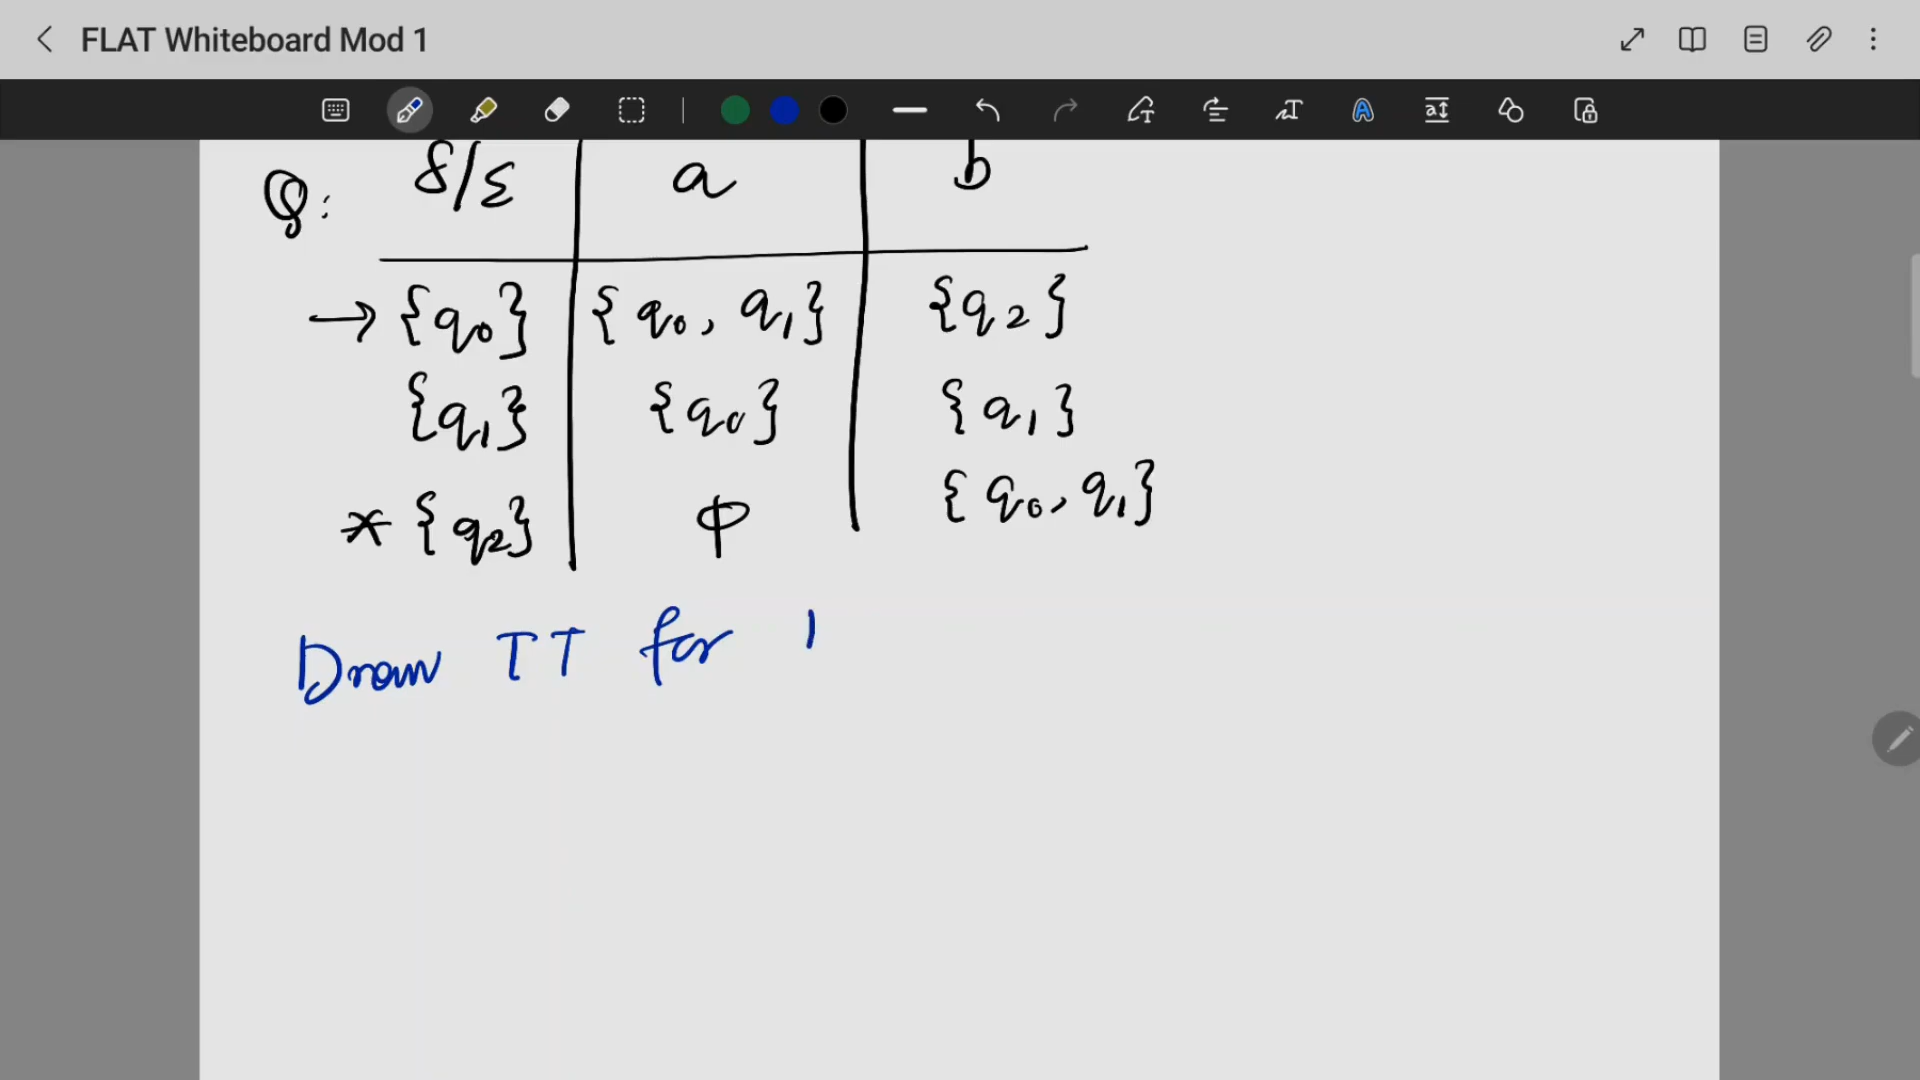 FLAT Whiteboard Mod 1
Q: δ/Σ a b
→ {q0} {q0, q1} {q2}
{q1} {q0} {q1}
* {q2} φ {q0, q1}
Draw TT for